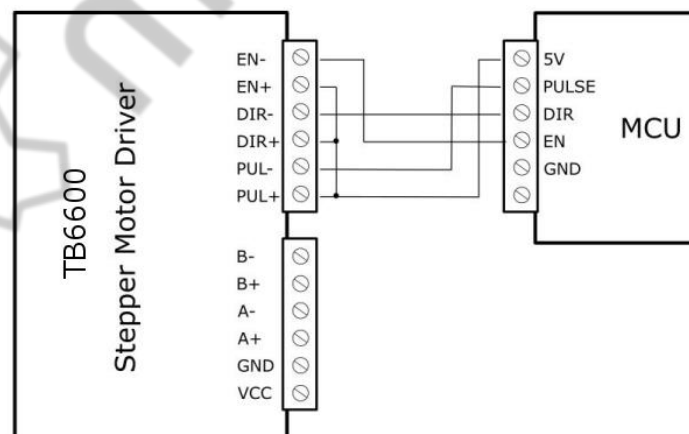 TB6600
Stepper Motor Driver
EN-
EN+
DIR-
DIR+
PUL-
PUL+
B-
B+
A-
A+
GND
VCC
5V
PULSE
DIR
EN
GND
MCU